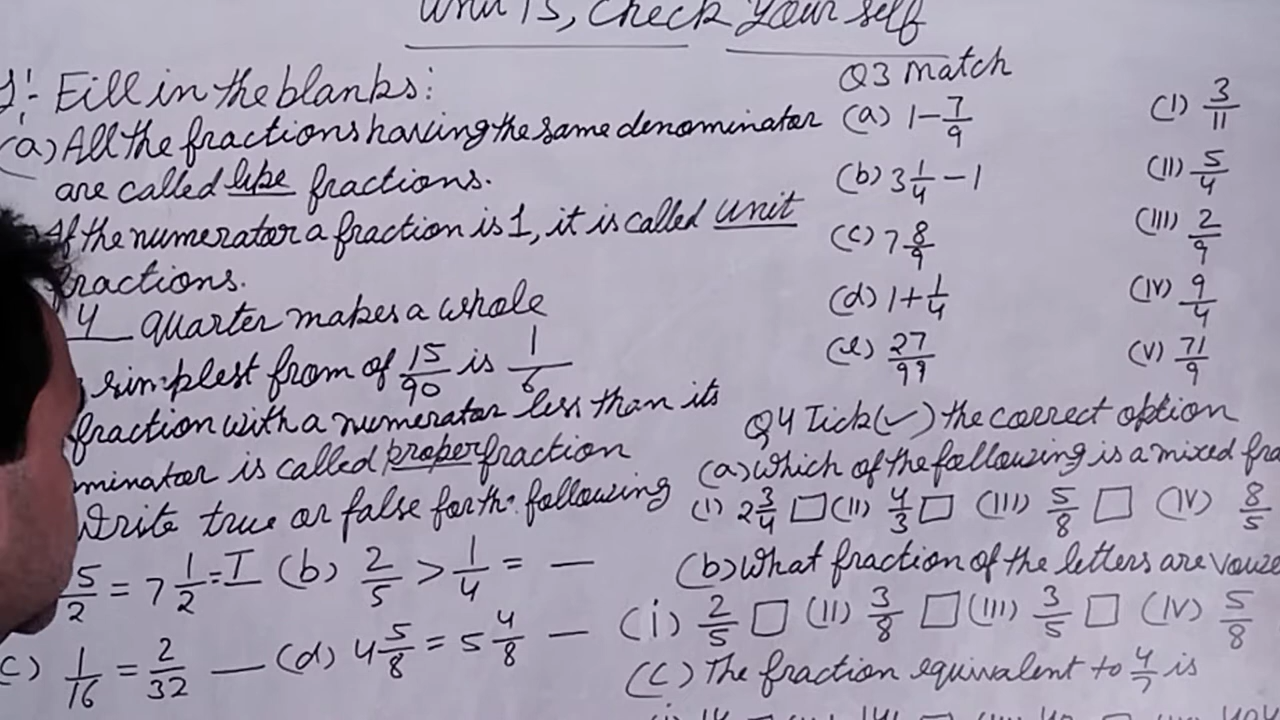 Unit 15, Check Yourself
1:- Fill in the blanks:
(a) All the fractions having the same denominator
are called like fractions.
If the numerator a fraction is 1, it is called unit
fractions.
4 quarter makes a whole
simplest from of 15/90 is 1/6
fraction with a numerator less than its
minator is called proper fraction
Write true or false for the following
5/2 = 7 1/2 = T (b) 2/5 > 1/4 = —
(C) 1/16 = 2/32 — (d) 4 5/8 = 5 4/8 —
Q3 Match
(a) 1 - 7/9 (I) 3/11
(b) 3 1/4 - 1 (II) 5/4
(C) 7 8/9 (III) 2/9
(d) 1 + 1/4 (IV) 9/4
(e) 27/99 (V) 71/9
Q4 Tick (✓) the correct option
(a) Which of the following is a mixed fra
(I) 2 3/4 □ (II) 4/3 □ (III) 5/8 □ (IV) 8/5
(b) What fraction of the letters are
(i) 2/5 □ (II) 3/8 □ (III) 3/5 □ (IV) 5/8
(C) The fraction equivalent to 4/7 is